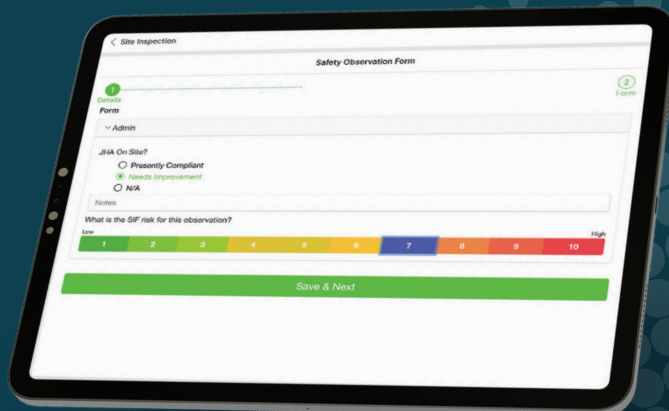 < Site Inspection
Safety Observation Form
1
Details
2
Form
Form
Admin
JHA On Site?
Presently Compliant
Needs Improvement
N/A
Notes
What is the SIF risk for this observation?
Low High
1 2 3 4 5 6 7 8 9 10
Save & Next